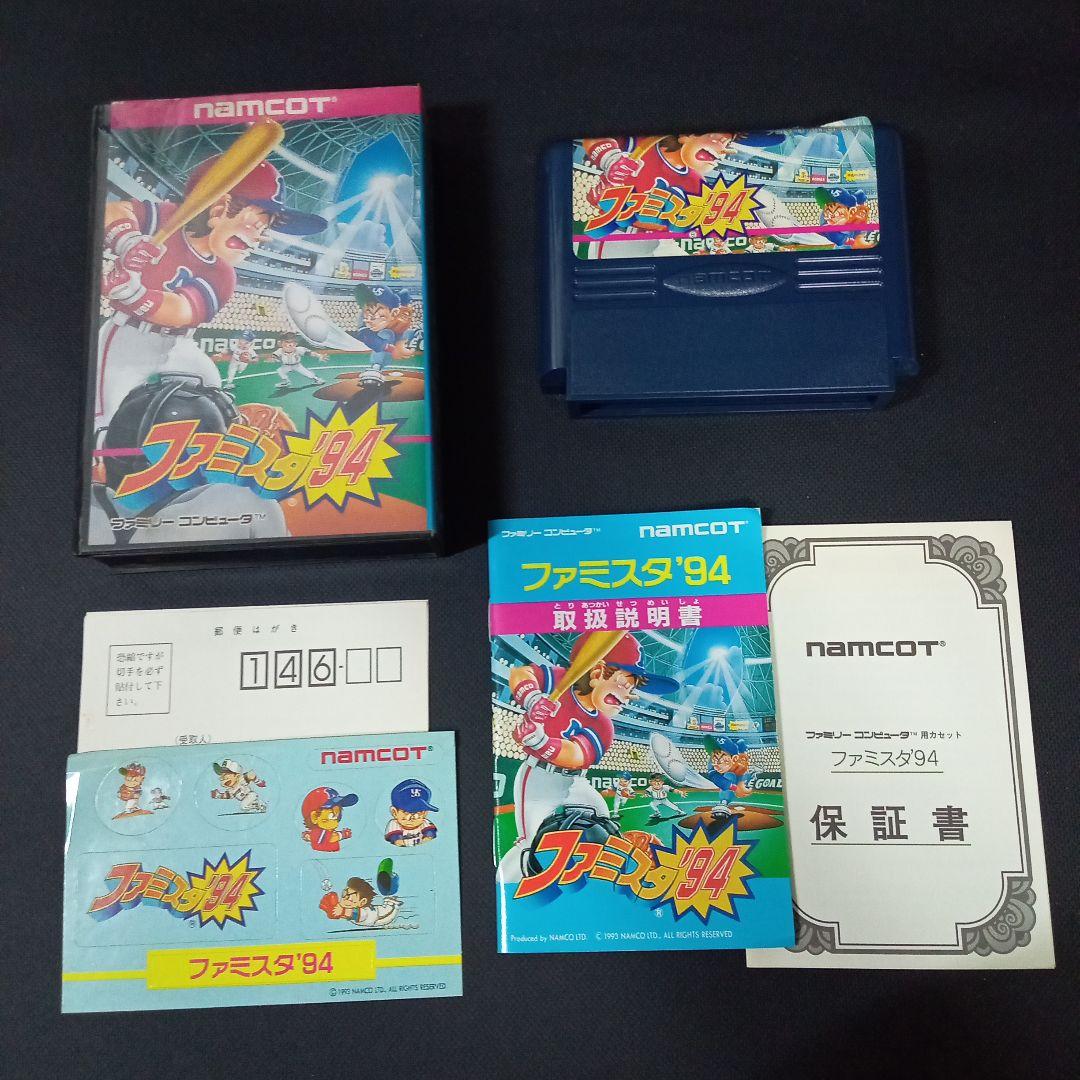 namcoT®
namco
ファミスタ'94®
ファミリー コンピュータ™
ファミスタ'94®
namco
namcoT
郵便はがき
恐縮ですが
切手を必ず
貼付して下
さい。
146-
(受取人)
namcoT®
ファミスタ'94®
ファミスタ'94
©1993 NAMCO LTD., ALL RIGHTS RESERVED
ファミリー コンピュータ™ namcoT®
ファミスタ'94
とりあつかいせつめいしょ
取扱説明書
ファミスタ'94®
Produced by NAMCO LTD. © 1993 NAMCO LTD., ALL RIGHTS RESERVED
namcoT®
ファミリー コンピュータ™用カセット
ファミスタ'94
保証書